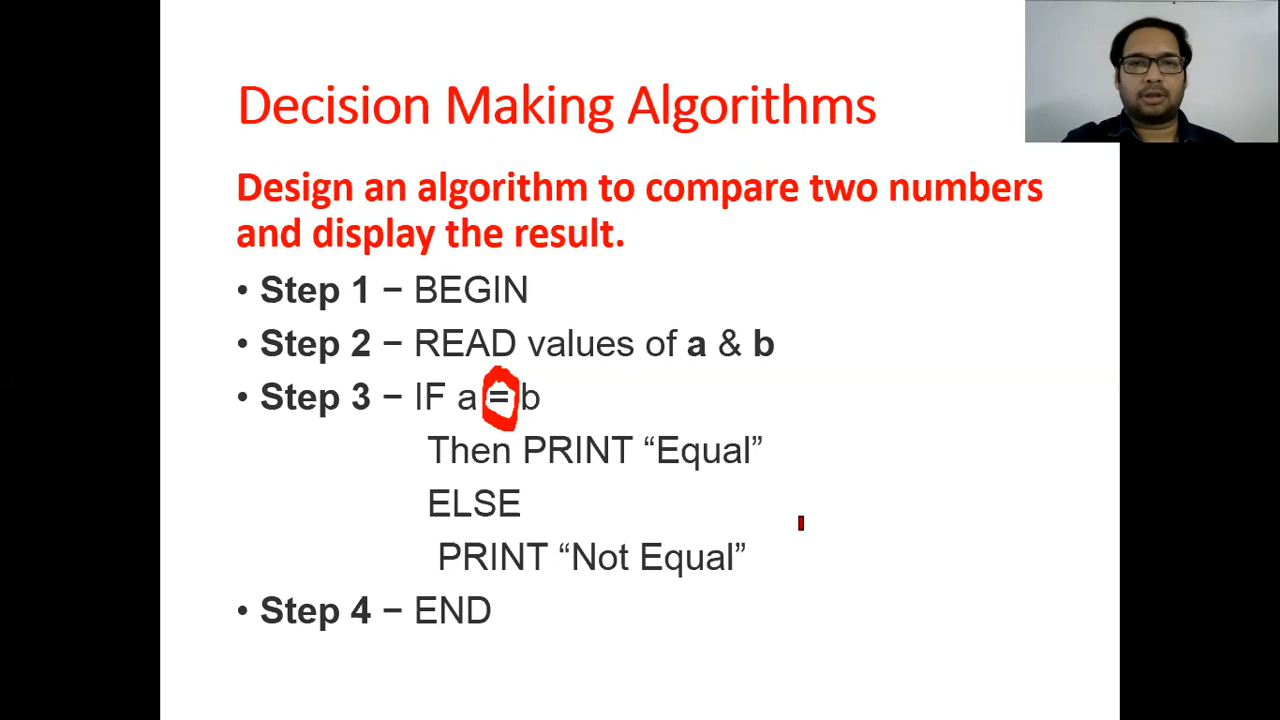 Decision Making Algorithms
Design an algorithm to compare two numbers
and display the result.
• Step 1 − BEGIN
• Step 2 − READ values of a & b
• Step 3 − IF a = b
Then PRINT “Equal”
ELSE
PRINT “Not Equal”
• Step 4 − END